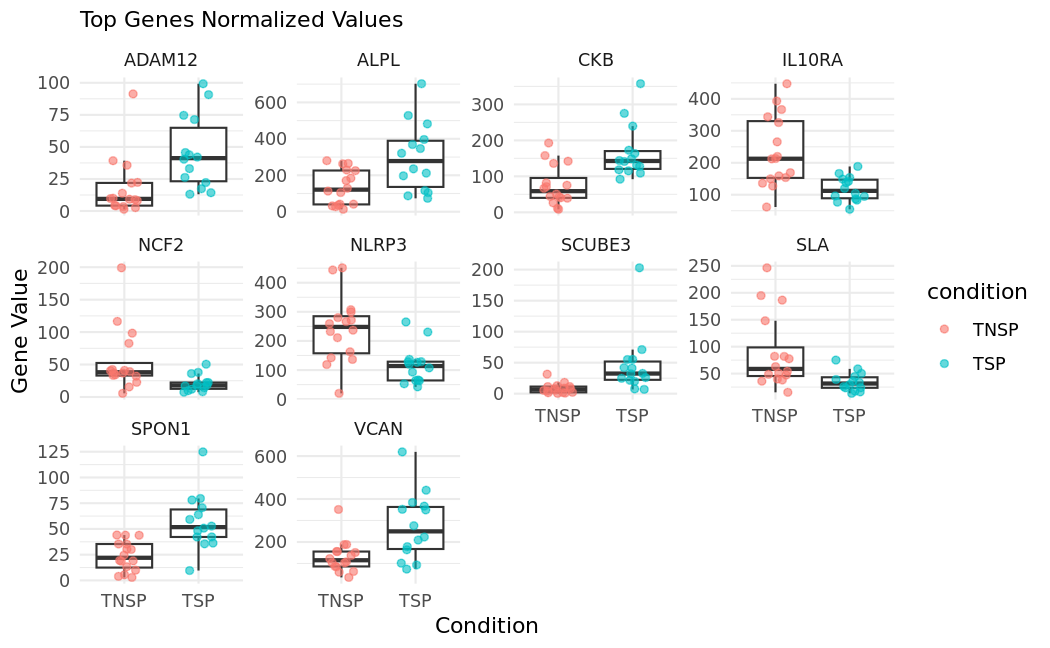 Top Genes Normalized Values
ADAM12 ALPL CKB IL10RA
100 75 50 25 0
600 400 200 0
300 200 100 0
400 300 200 100
NCF2 NLRP3 SCUBE3 SLA
200 150 100 50 0
400 300 200 100 0
200 150 100 50 0
250 200 150 100 50
TNSP TSP TNSP TSP
SPON1 VCAN
125 100 75 50 25 0
600 400 200
TNSP TSP TNSP TSP
Condition
Gene Value
condition
TNSP
TSP